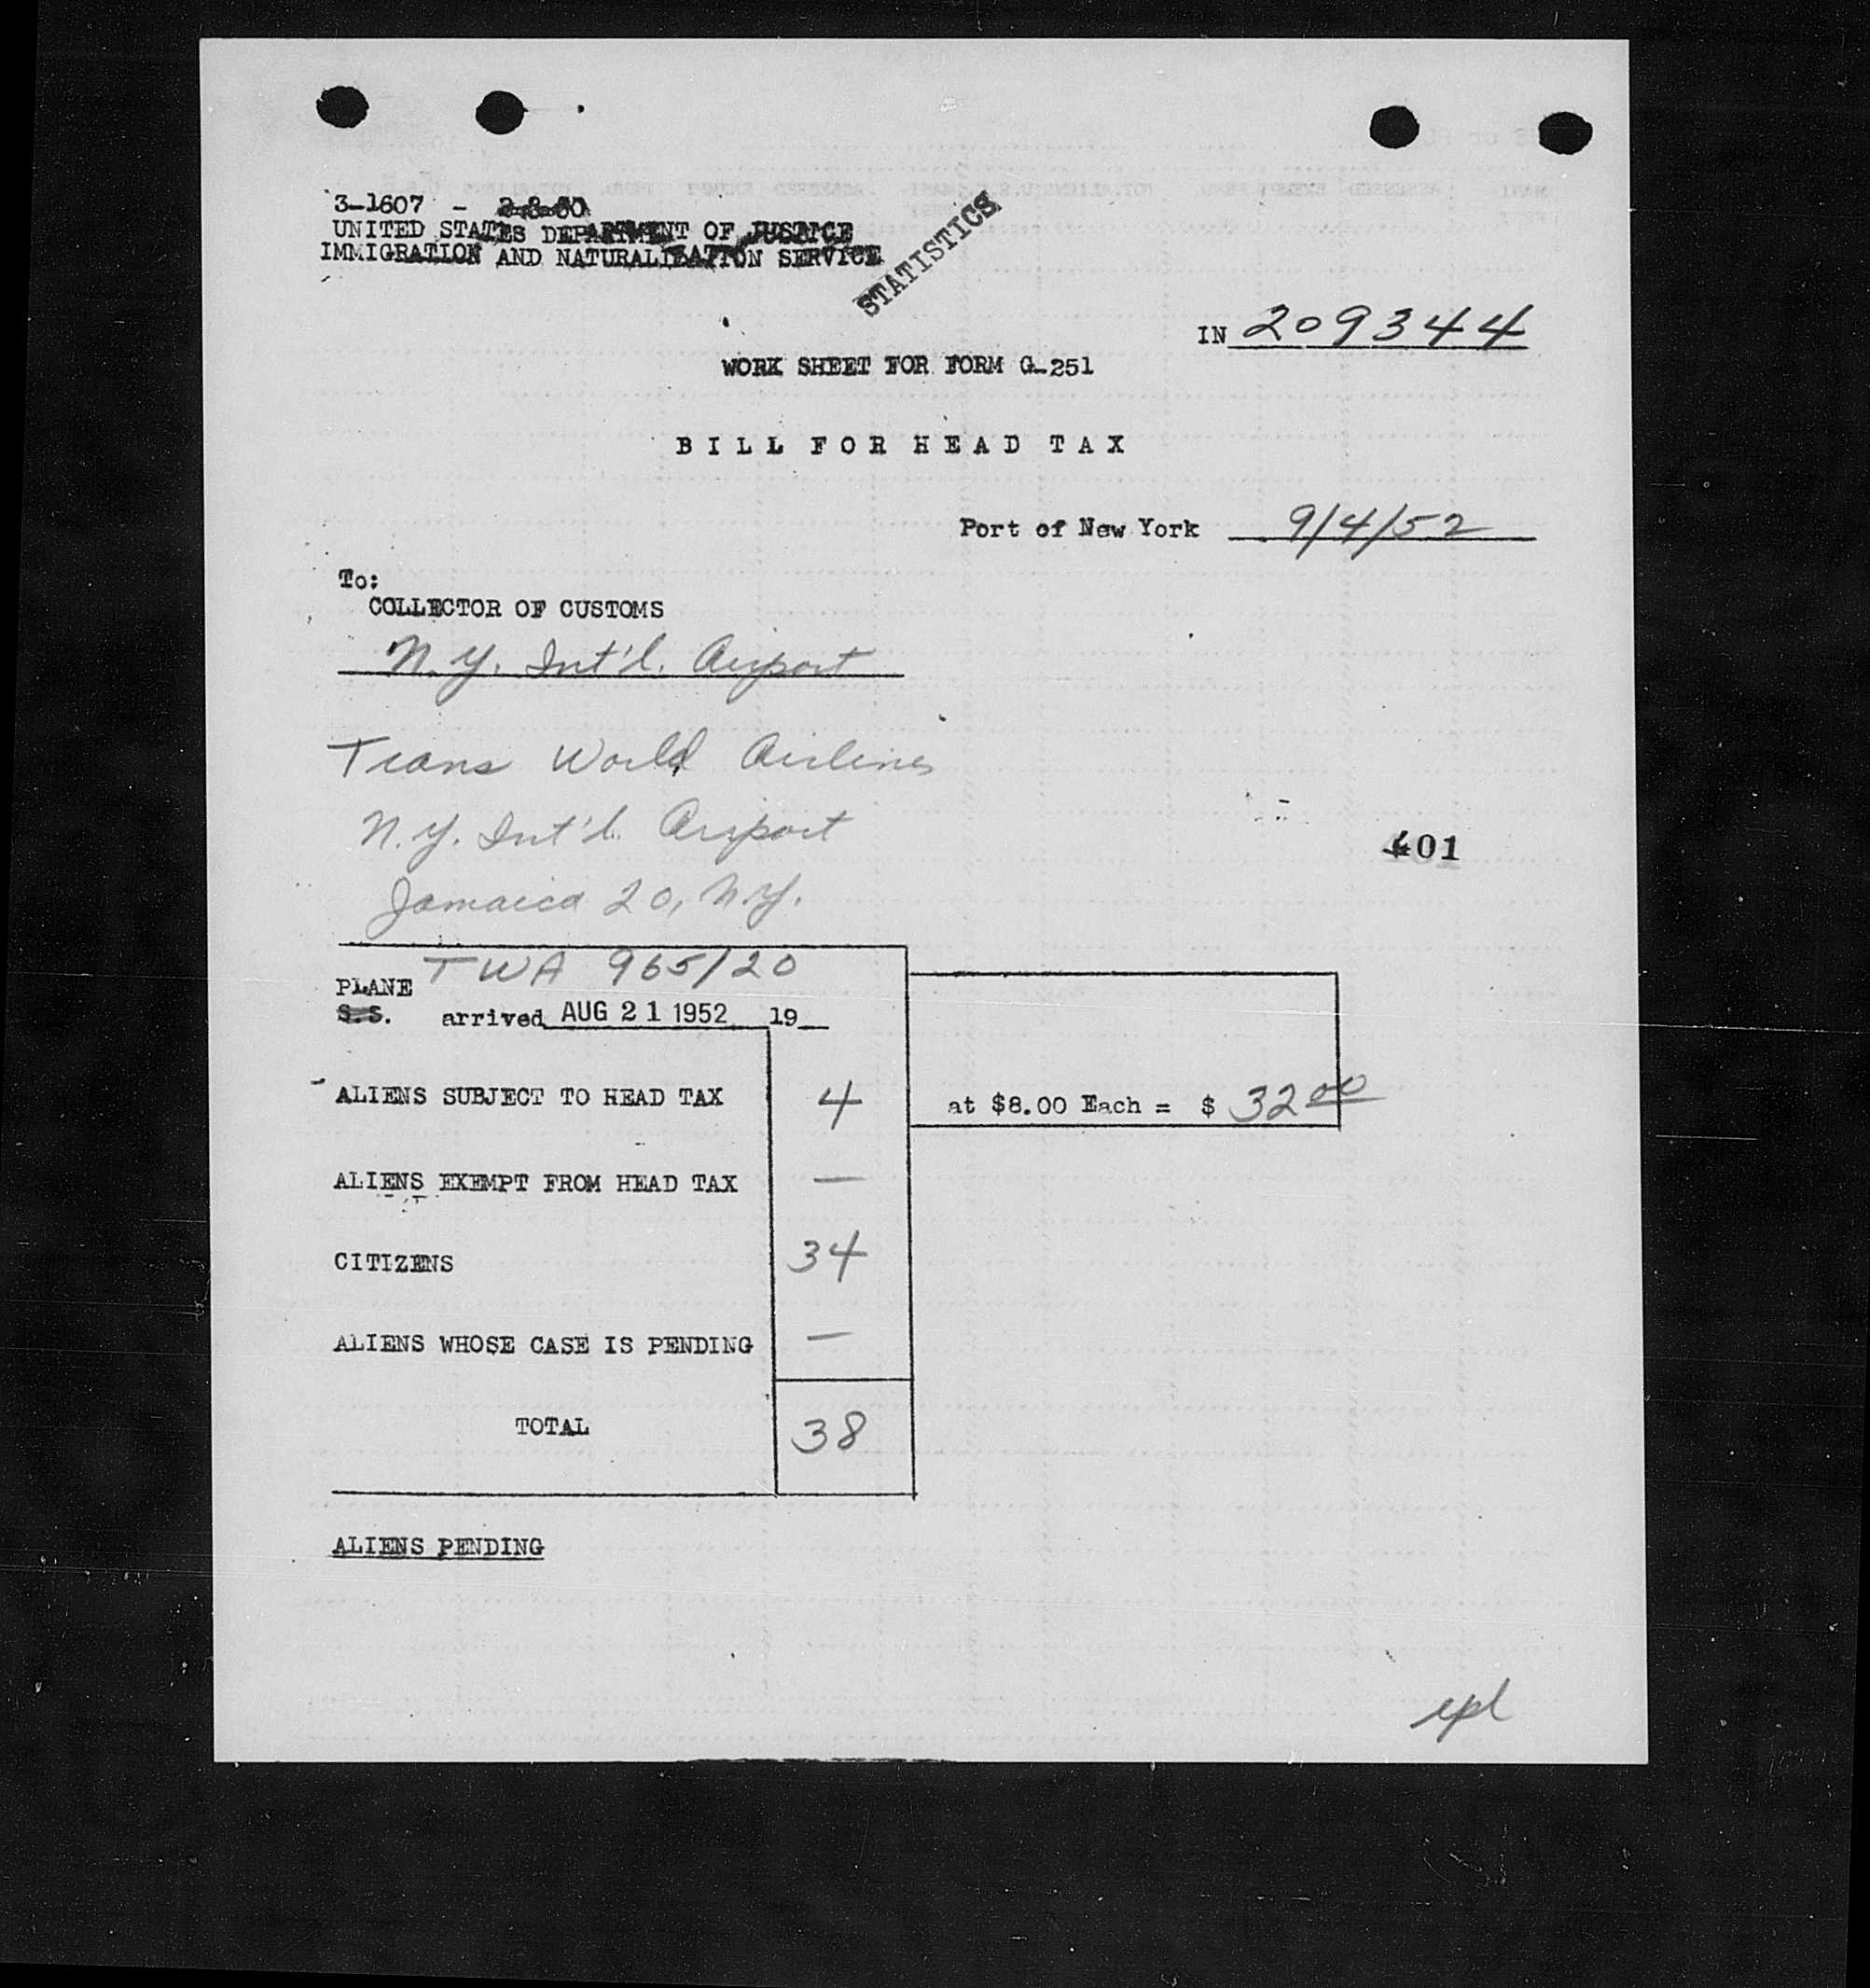 3-1607 - 2-8-50
UNITED STATES DEPARTMENT OF JUSTICE
IMMIGRATION AND NATURALIZATION SERVICE
STATISTICS
IN 209344
WORK SHEET FOR FORM G-251
BILL FOR HEAD TAX
Port of New York 9/4/52
To:
COLLECTOR OF CUSTOMS
N.Y. Int'l. Airport
Trans World Airlines
N.Y. Int'l. Airport
Jamaica 20, N.Y.
401
TWA 965/20
PLANE
S.S. arrived AUG 21 1952 19
ALIENS SUBJECT TO HEAD TAX 4 at $8.00 Each = $ 32 00
ALIENS EXEMPT FROM HEAD TAX —
CITIZENS 34
ALIENS WHOSE CASE IS PENDING —
TOTAL 38
ALIENS PENDING